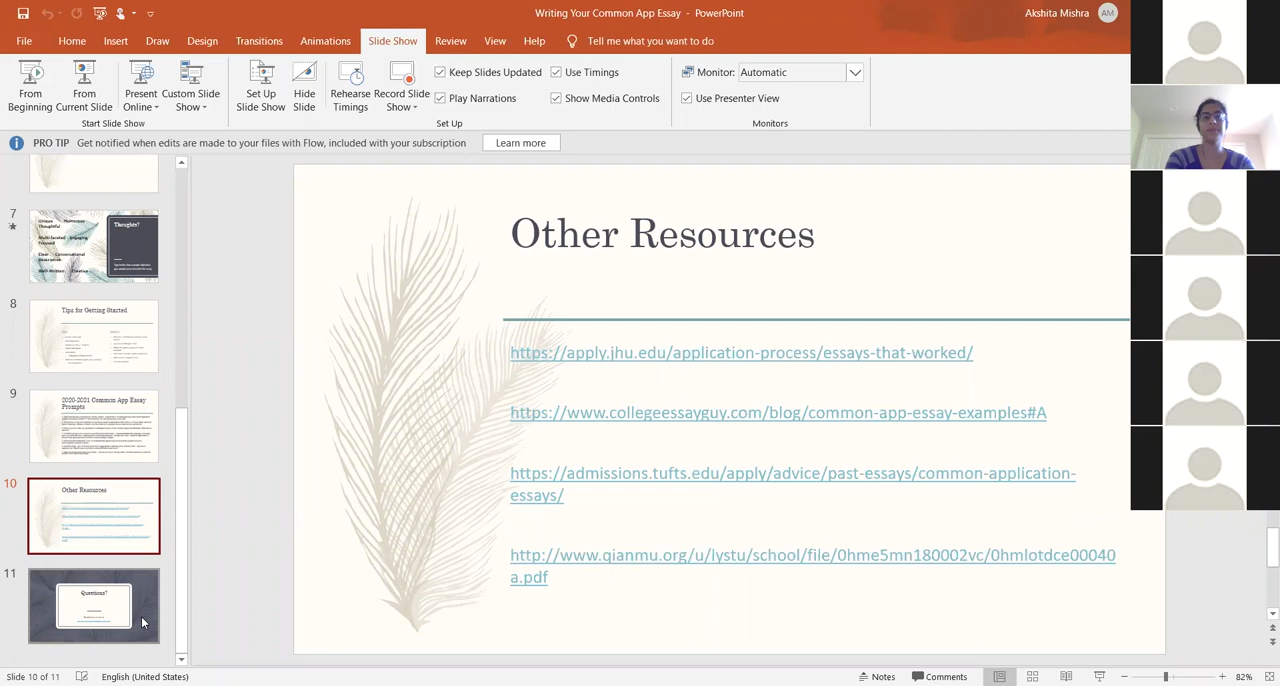 Writing Your Common App Essay - PowerPoint
Akshita Mishra AM
File Home Insert Draw Design Transitions Animations Slide Show Review View Help Tell me what you want to do
From Beginning
From Current Slide
Present Online
Custom Slide Show
Set Up Slide Show
Hide Slide
Rehearse Timings
Record Slide Show
Keep Slides Updated
Use Timings
Play Narrations
Show Media Controls
Monitor: Automatic
Use Presenter View
Start Slide Show
Set Up
Monitors
PRO TIP Get notified when edits are made to your files with Flow, included with your subscription Learn more
7
Thoughts?
8
Tips for Getting Started
9
2020-2021 Common App Essay
Prompts
10
Other Resources
11
Questions?
Other Resources
https://apply.jhu.edu/application-process/essays-that-worked/
https://www.collegeessayguy.com/blog/common-app-essay-examples#A
https://admissions.tufts.edu/apply/advice/past-essays/common-application-
essays/
http://www.qianmu.org/u/lystu/school/file/0hme5mn180002vc/0hmlotdce00040
a.pdf
Slide 10 of 11 English (United States) Notes Comments 82%